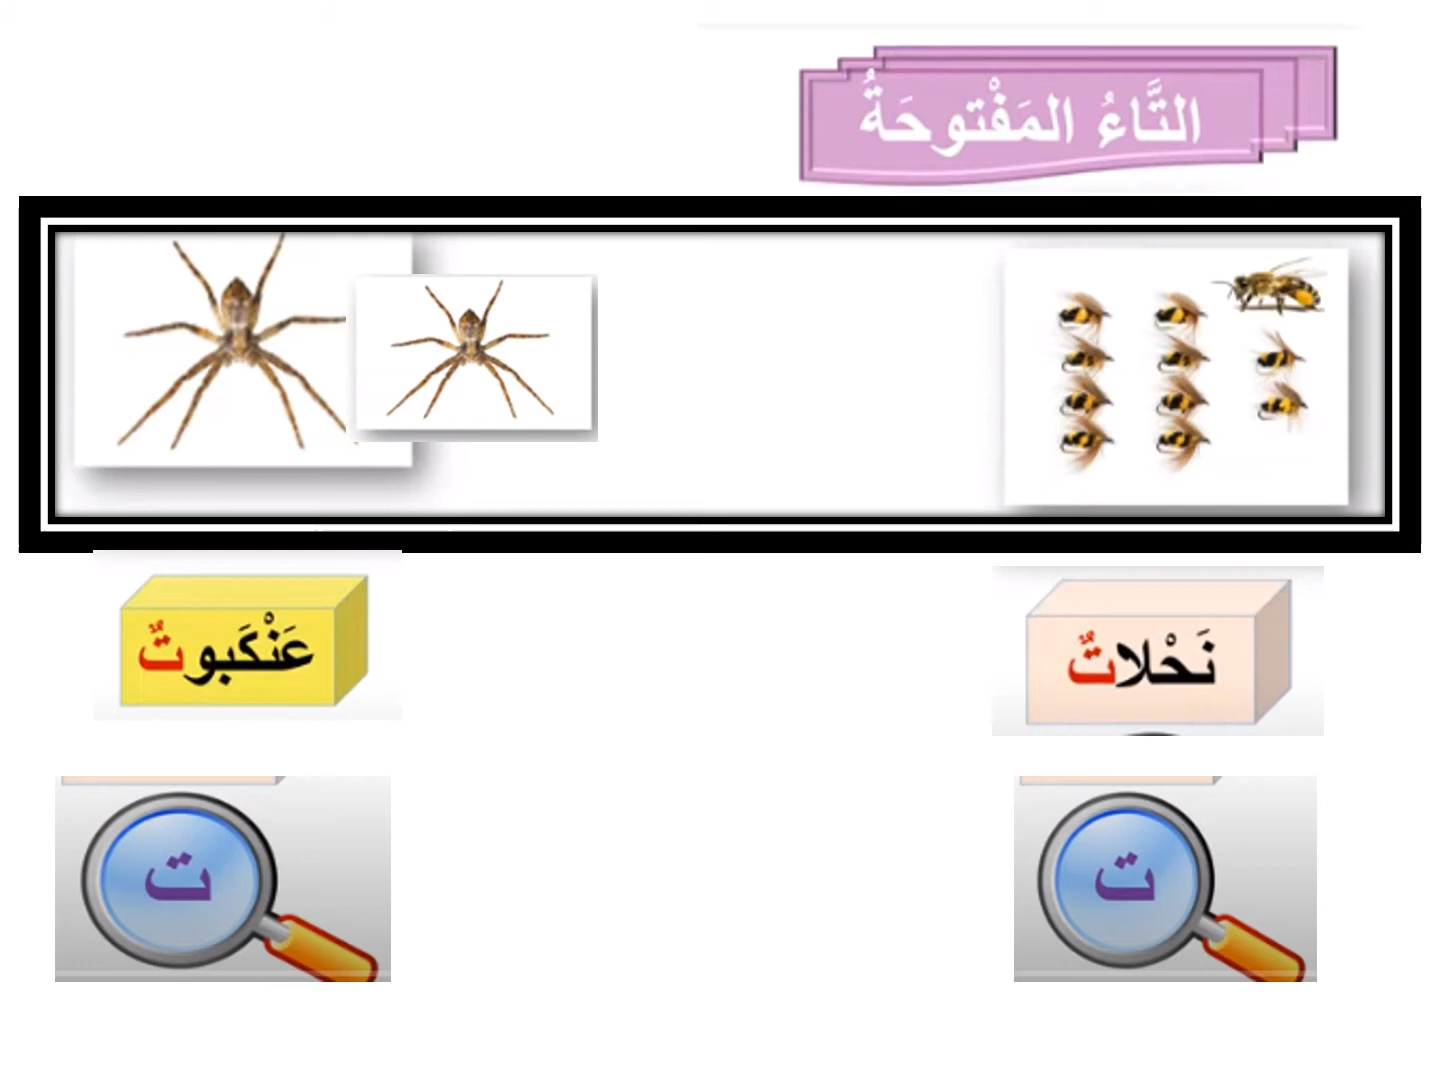 التَّاءُ المَفْتوحَةُ
نَحْلاتٌ
عَنْكَبوتٌ
ت
ت